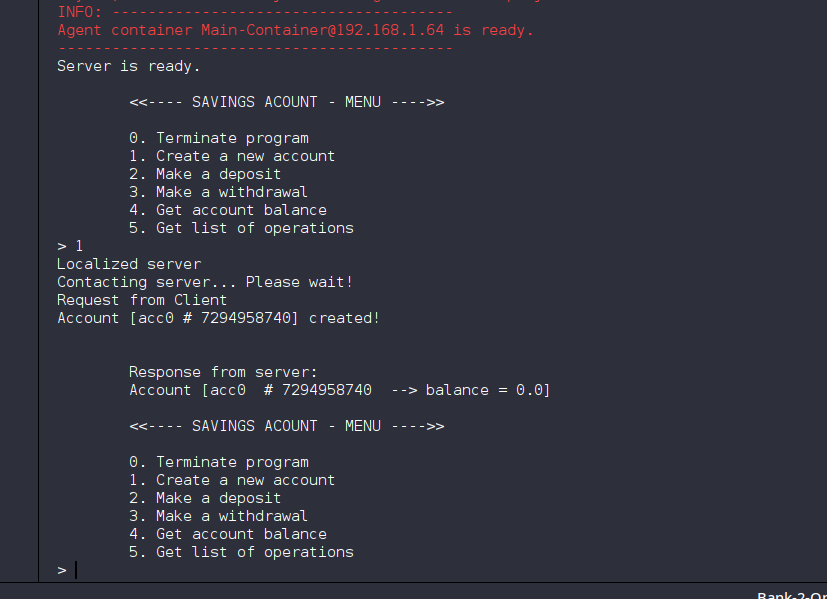 INFO: --------------------------------------
Agent container Main-Container@192.168.1.64 is ready.
--------------------------------------------
Server is ready.
<<---- SAVINGS ACOUNT - MENU ---->>
0. Terminate program
1. Create a new account
2. Make a deposit
3. Make a withdrawal
4. Get account balance
5. Get list of operations
> 1
Localized server
Contacting server... Please wait!
Request from Client
Account [acc0 # 7294958740] created!
Response from server:
Account [acc0  # 7294958740  --> balance = 0.0]
<<---- SAVINGS ACOUNT - MENU ---->>
0. Terminate program
1. Create a new account
2. Make a deposit
3. Make a withdrawal
4. Get account balance
5. Get list of operations
>